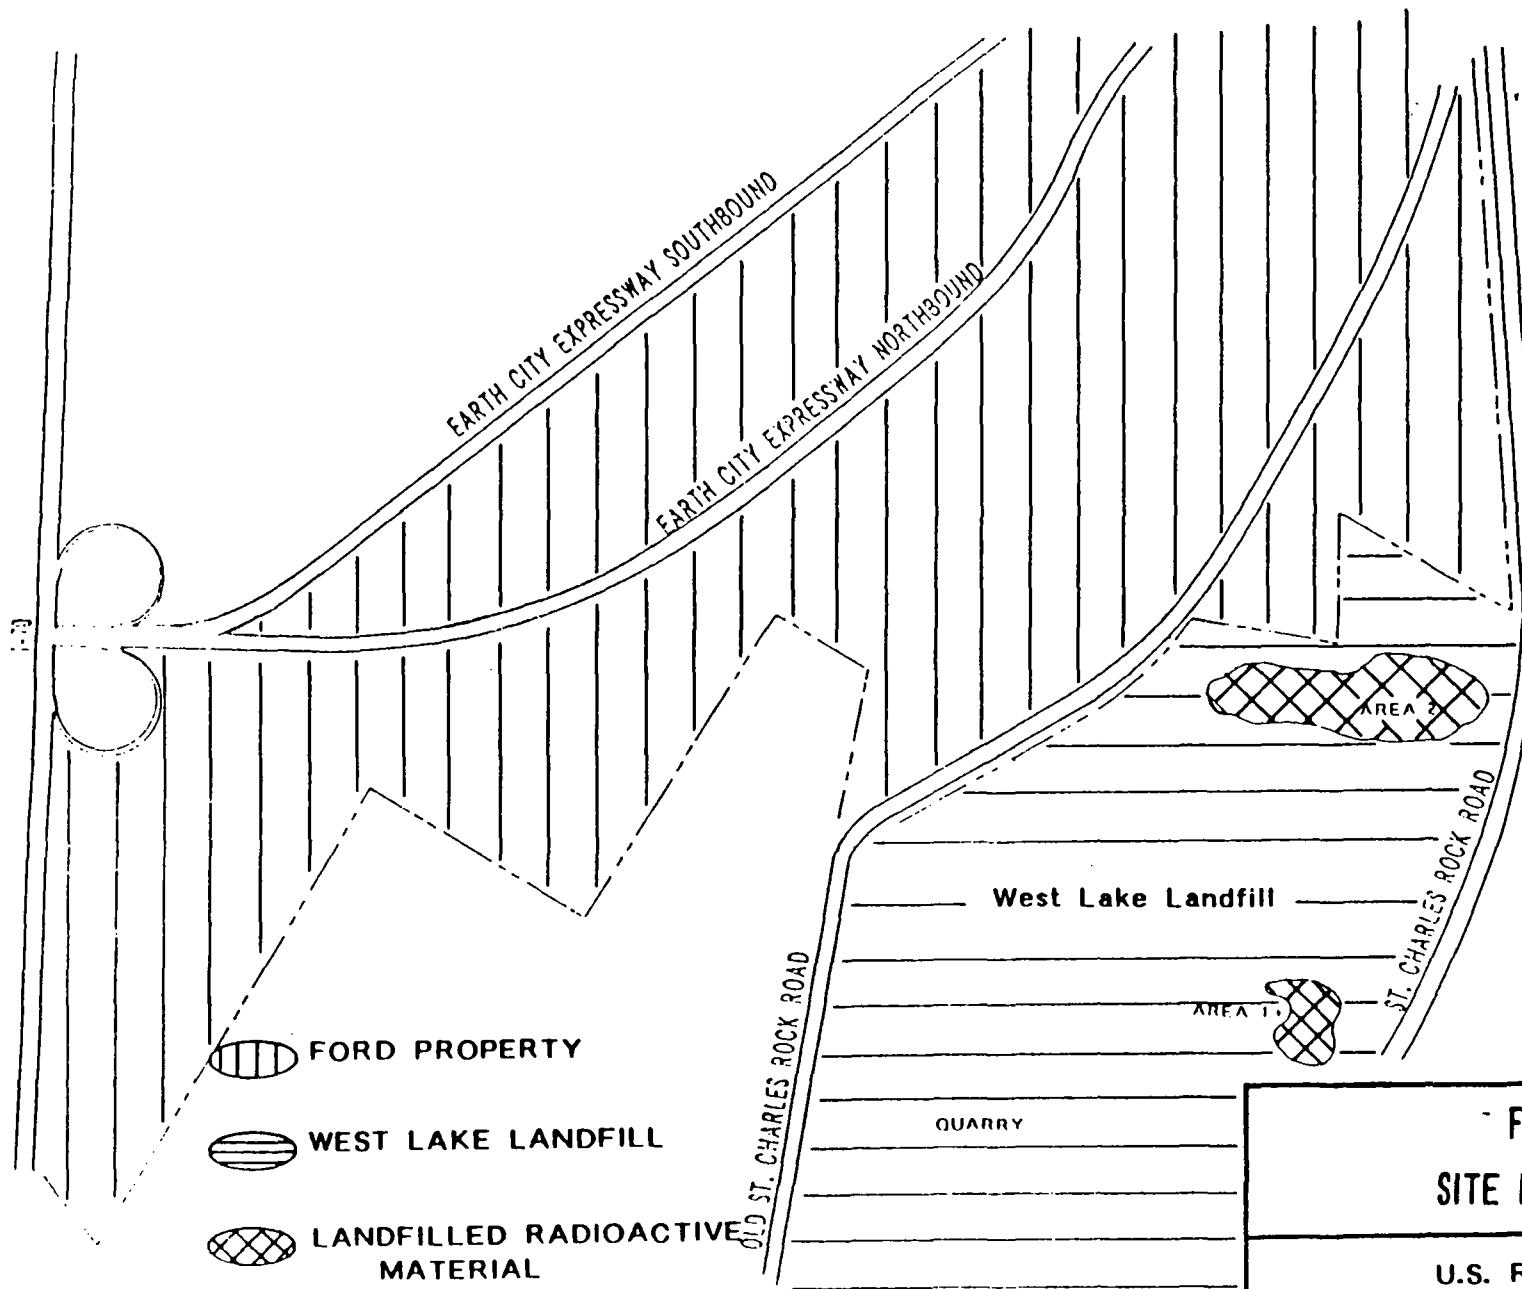 EARTH CITY EXPRESSWAY SOUTHBOUND
EARTH CITY EXPRESSWAY NORTHBOUND
AREA 2
ST. CHARLES ROCK ROAD
West Lake Landfill
AREA 1
OLD ST. CHARLES ROCK ROAD
QUARRY
FORD PROPERTY
WEST LAKE LANDFILL
LANDFILLED RADIOACTIVE
MATERIAL
SITE
U.S.